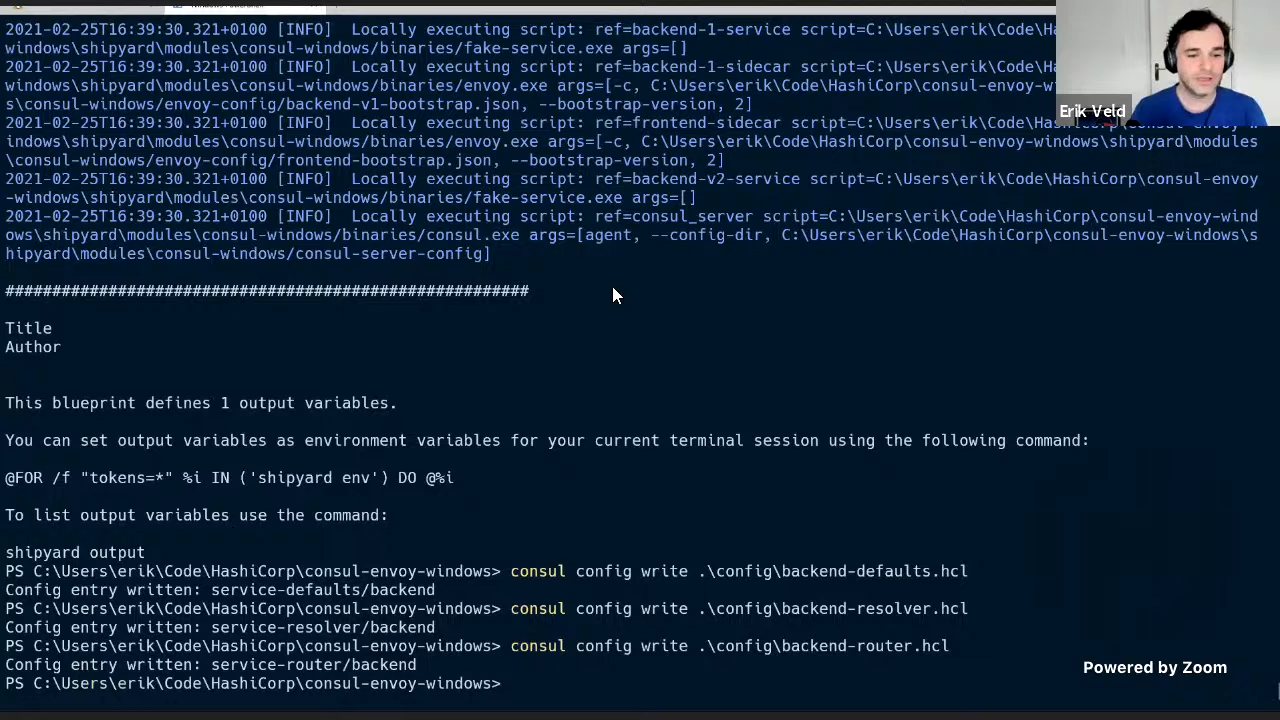 2021-02-25T16:39:30.321+0100 [INFO]  Locally executing script: ref=backend-1-service script=C:\Users\erik\Code\HashiCorp\consul-envoy-
windows\shipyard\modules\consul-windows/binaries/fake-service.exe args=[]
2021-02-25T16:39:30.321+0100 [INFO]  Locally executing script: ref=backend-1-sidecar script=C:\Users\erik\Code\HashiCorp\consul-envoy-
windows\shipyard\modules\consul-windows/binaries/envoy.exe args=[-c, C:\Users\erik\Code\HashiCorp\consul-envoy-w
s\consul-windows/envoy-config/backend-v1-bootstrap.json, --bootstrap-version, 2]
Erik Veld
2021-02-25T16:39:30.321+0100 [INFO]  Locally executing script: ref=frontend-sidecar script=C:\Users\erik\Code\HashiCorp\consul-envoy-w
indows\shipyard\modules\consul-windows/binaries/envoy.exe args=[-c, C:\Users\erik\Code\HashiCorp\consul-envoy-windows\shipyard\modules
\consul-windows/envoy-config/frontend-bootstrap.json, --bootstrap-version, 2]
2021-02-25T16:39:30.321+0100 [INFO]  Locally executing script: ref=backend-v2-service script=C:\Users\erik\Code\HashiCorp\consul-envoy
-windows\shipyard\modules\consul-windows/binaries/fake-service.exe args=[]
2021-02-25T16:39:30.321+0100 [INFO]  Locally executing script: ref=consul_server script=C:\Users\erik\Code\HashiCorp\consul-envoy-wind
ows\shipyard\modules\consul-windows/binaries/consul.exe args=[agent, --config-dir, C:\Users\erik\Code\HashiCorp\consul-envoy-windows\s
hipyard\modules\consul-windows/consul-server-config]
########################################################
Title
Author
This blueprint defines 1 output variables.
You can set output variables as environment variables for your current terminal session using the following command:
@FOR /f "tokens=*" %i IN ('shipyard env') DO @%i
To list output variables use the command:
shipyard output
PS C:\Users\erik\Code\HashiCorp\consul-envoy-windows> consul config write .\config\backend-defaults.hcl
Config entry written: service-defaults/backend
PS C:\Users\erik\Code\HashiCorp\consul-envoy-windows> consul config write .\config\backend-resolver.hcl
Config entry written: service-resolver/backend
PS C:\Users\erik\Code\HashiCorp\consul-envoy-windows> consul config write .\config\backend-router.hcl
Config entry written: service-router/backend
PS C:\Users\erik\Code\HashiCorp\consul-envoy-windows>
Powered by Zoom